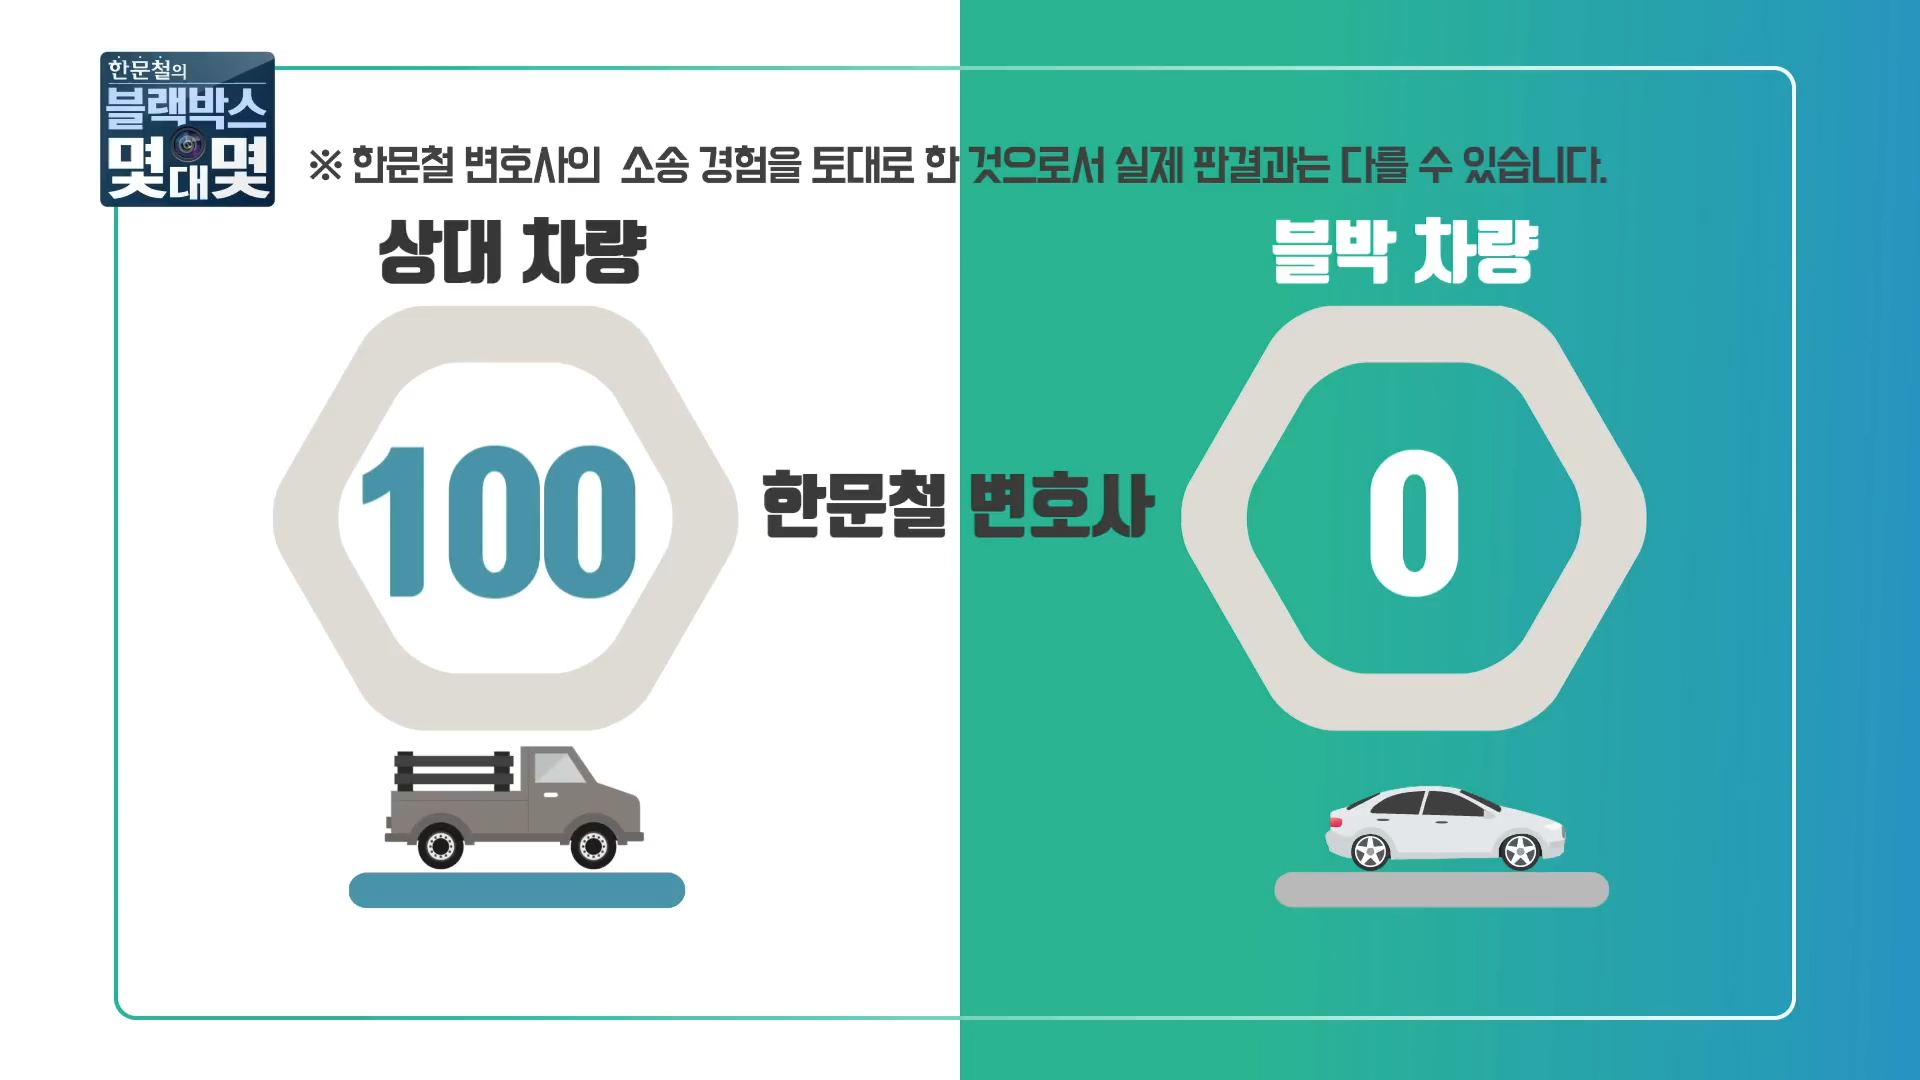 한문철의
블랙박스
몇대몇
※ 한문철 변호사의 소송 경험을 토대로 한 것으로서 실제 판결과는 다를 수 있습니다.
상대 차량
블박 차량
100
한문철 변호사
0